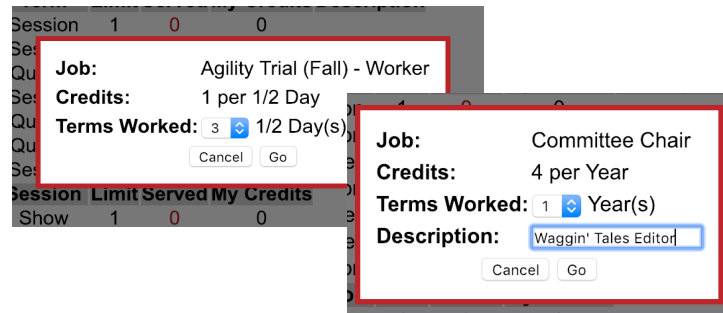 Term Limit Served My Credits Description
Session 1 0 0
Job: Agility Trial (Fall) - Worker
Credits: 1 per 1/2 Day
Terms Worked: 3 1/2 Day(s)
Cancel Go
Session Limit Served My Credits
Show 1 0 0
Job: Committee Chair
Credits: 4 per Year
Terms Worked: 1 Year(s)
Description: Waggin' Tales Editor
Cancel Go